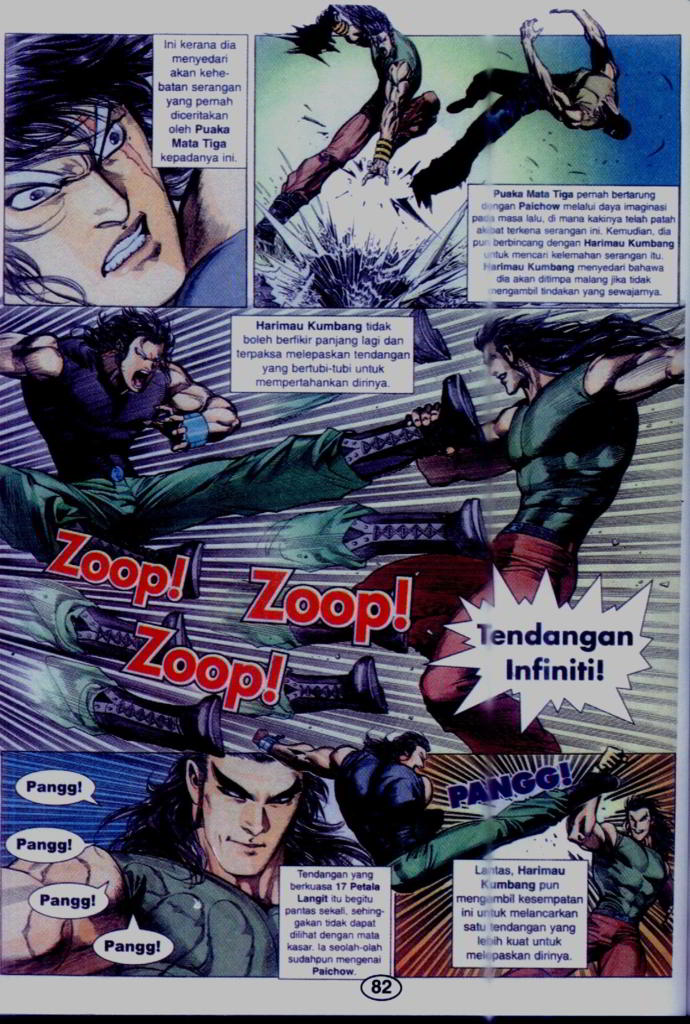 Ini kerana dia
menyedari
akan kehe-
batan serangan
yang pernah
diceritakan
oleh Puaka
Mata Tiga
kepadanya ini.
Puaka Mata Tiga pernah bertarung
dengan Paichow melalui daya imaginasi
pada masa lalu, di mana kakinya telah patah
akibat terkena serangan ini. Kemudian, dia
pun berbincang dengan Harimau Kumbang
untuk mencari kelemahan serangan itu.
Harimau Kumbang menyedari bahawa
dia akan ditimpa malang jika tidak
mengambil tindakan yang sewajarnya.
Harimau Kumbang tidak
boleh berfikir panjang lagi dan
terpaksa melepaskan tendangan
yang bertubi-tubi untuk
mempertahankan dirinya.
Zoop!
Zoop!
Zoop!
Tendangan
Infiniti!
Pangg!
Pangg!
Pangg!
Pangg!
Tendangan yang
berkuasa 17 Petala
Langit itu begitu
pantas sekali, sehing-
gakan tidak dapat
dilihat dengan mata
kasar. Ia seolah-olah
sudahpun mengenai
Paichow.
PANGG!
Lantas, Harimau
Kumbang pun
mengambil kesempatan
ini untuk melancarkan
satu tendangan yang
lebih kuat untuk
melepaskan dirinya.
82